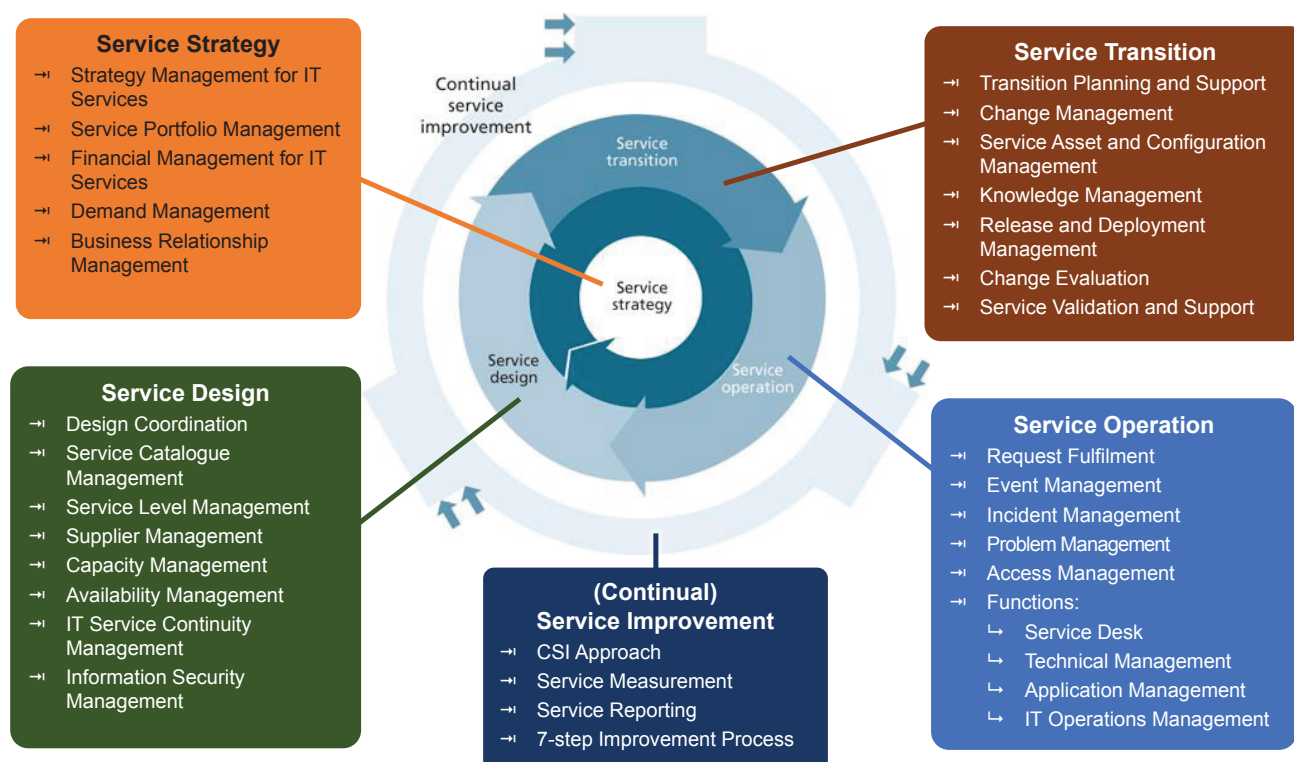 Service Strategy
Strategy Management for IT
Services
Service Portfolio Management
Financial Management for IT
Services
Demand Management
Business Relationship
Management
Continual
service
improvement
Service
transition
Service
strategy
Service
design
Service
operation
Service Transition
Transition Planning and Support
Change Management
Service Asset and Configuration
Management
Knowledge Management
Release and Deployment
Management
Change Evaluation
Service Validation and Support
Service Design
Design Coordination
Service Catalogue
Management
Service Level Management
Supplier Management
Capacity Management
Availability Management
IT Service Continuity
Management
Information Security
Management
(Continual)
Service Improvement
CSI Approach
Service Measurement
Service Reporting
7-step Improvement Process
Service Operation
Request Fulfilment
Event Management
Incident Management
Problem Management
Access Management
Functions:
Service Desk
Technical Management
Application Management
IT Operations Management